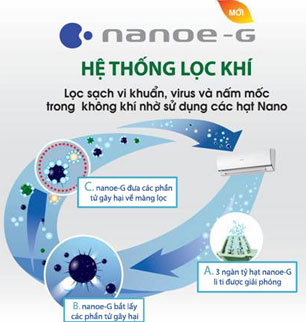 MỚI
nanoe-G
HỆ THỐNG LỌC KHÍ
Lọc sạch vi khuẩn, virus và nấm mốc
trong không khí nhờ sử dụng các hạt Nano
C. nanoe-G đưa các phần
tử gây hại về màng lọc
A. 3 ngàn tỷ hạt nanoe-G
li ti được giải phóng
B. nanoe-G bắt lấy
các phần tử gây hại